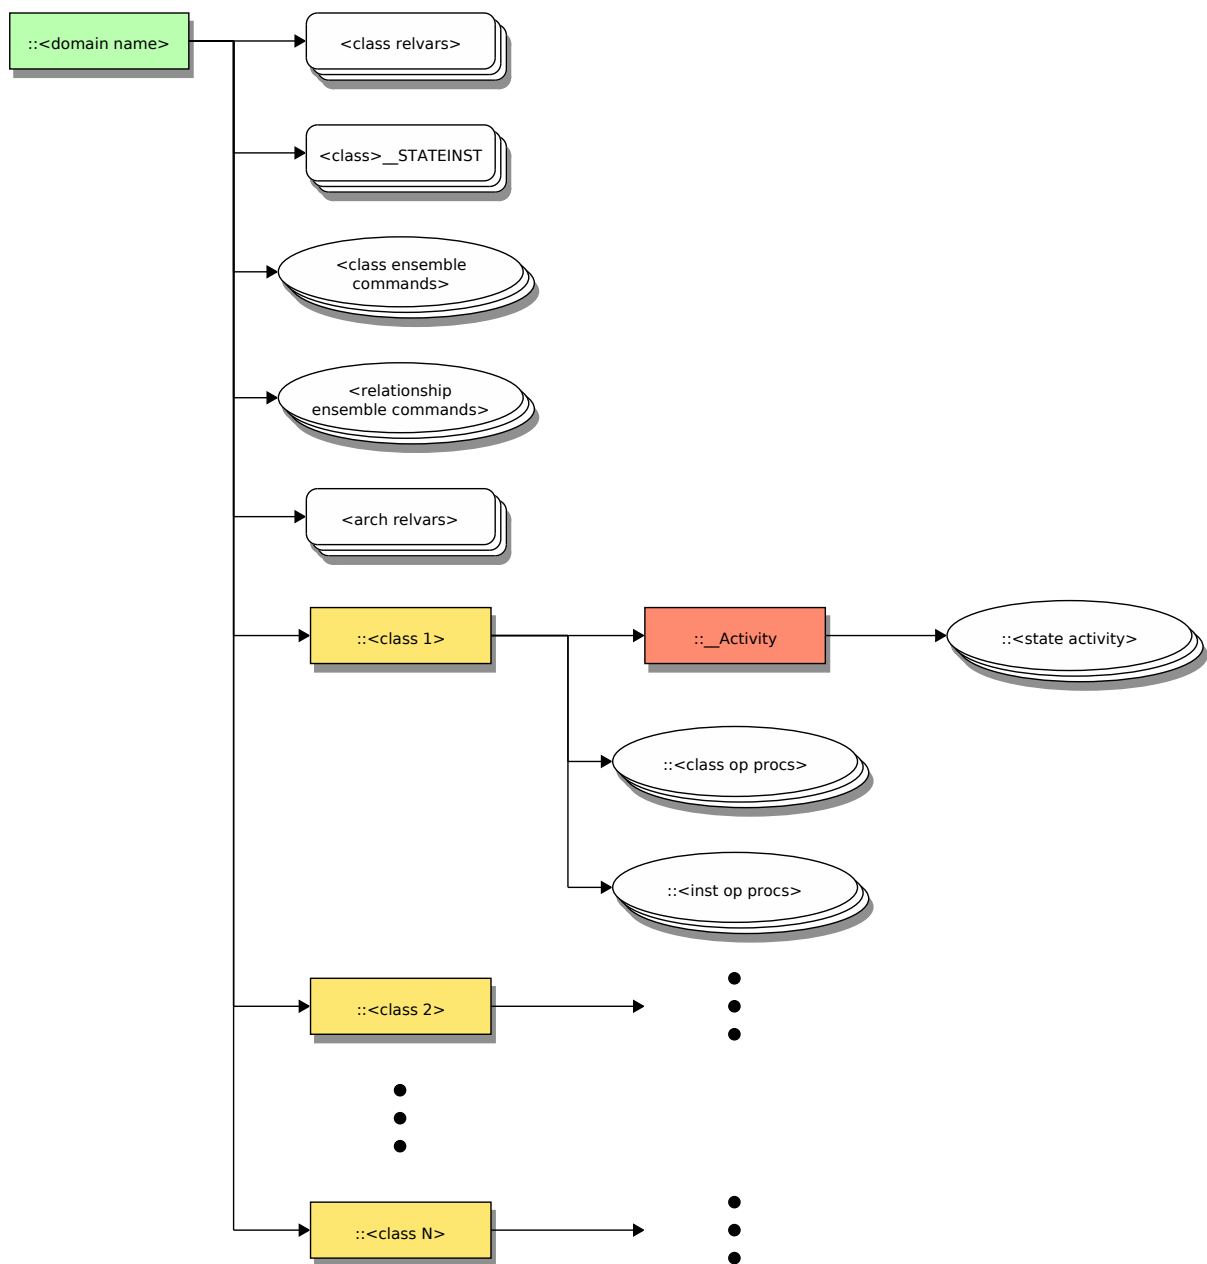 ::<domain name>
<class relvars>
<class>__STATEINST
<class ensemble
commands>
<relationship
ensemble commands>
<arch relvars>
::<class 1>
::__Activity
::<state activity>
::<class op procs>
::<inst op procs>
::<class 2>
::<class N>